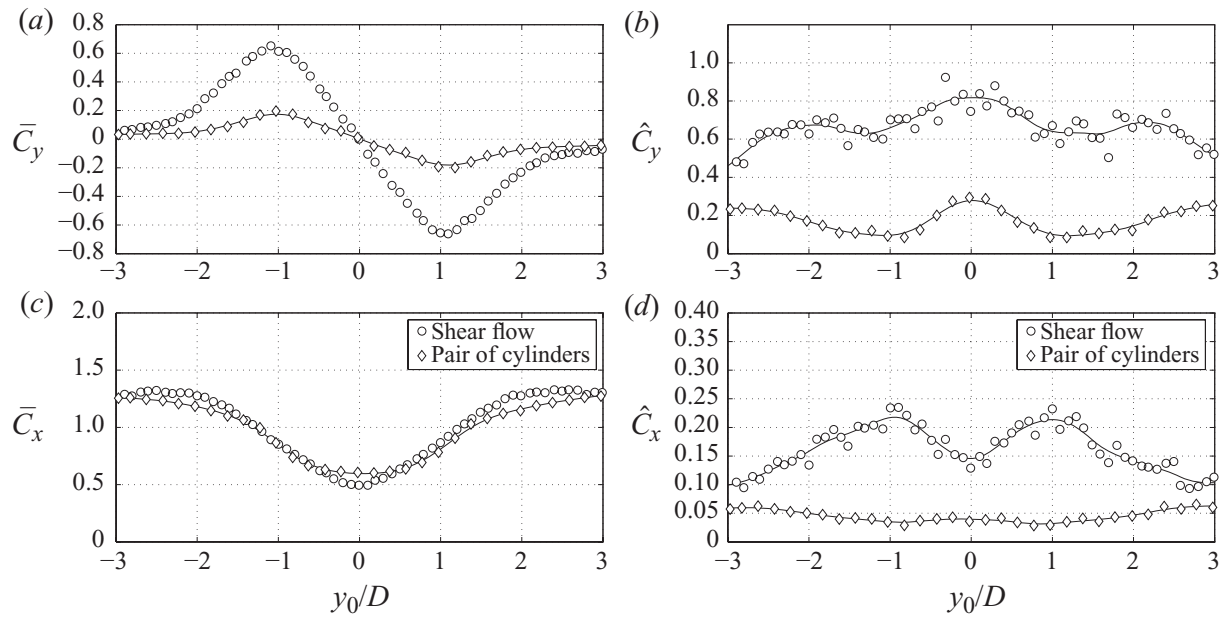 (a)
0.8
0.6
0.4
0.2
0
−0.2
−0.4
−0.6
−0.8
C̅y
−3 −2 −1 0 1 2 3
(b)
1.0
0.8
0.6
0.4
0.2
0
Ĉy
−3 −2 −1 0 1 2 3
(c)
2.0
1.5
1.0
0.5
0
C̅x
Shear flow
Pair of cylinders
−3 −2 −1 0 1 2 3
y0/D
(d)
0.40
0.35
0.30
0.25
0.20
0.15
0.10
0.05
0
Ĉx
Shear flow
Pair of cylinders
−3 −2 −1 0 1 2 3
y0/D